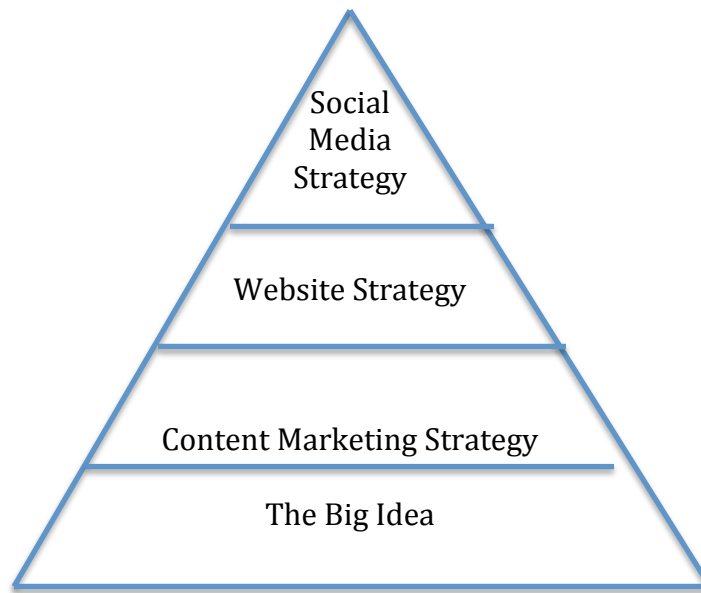 Social
Media
Strategy
Website Strategy
Content Marketing Strategy
The Big Idea